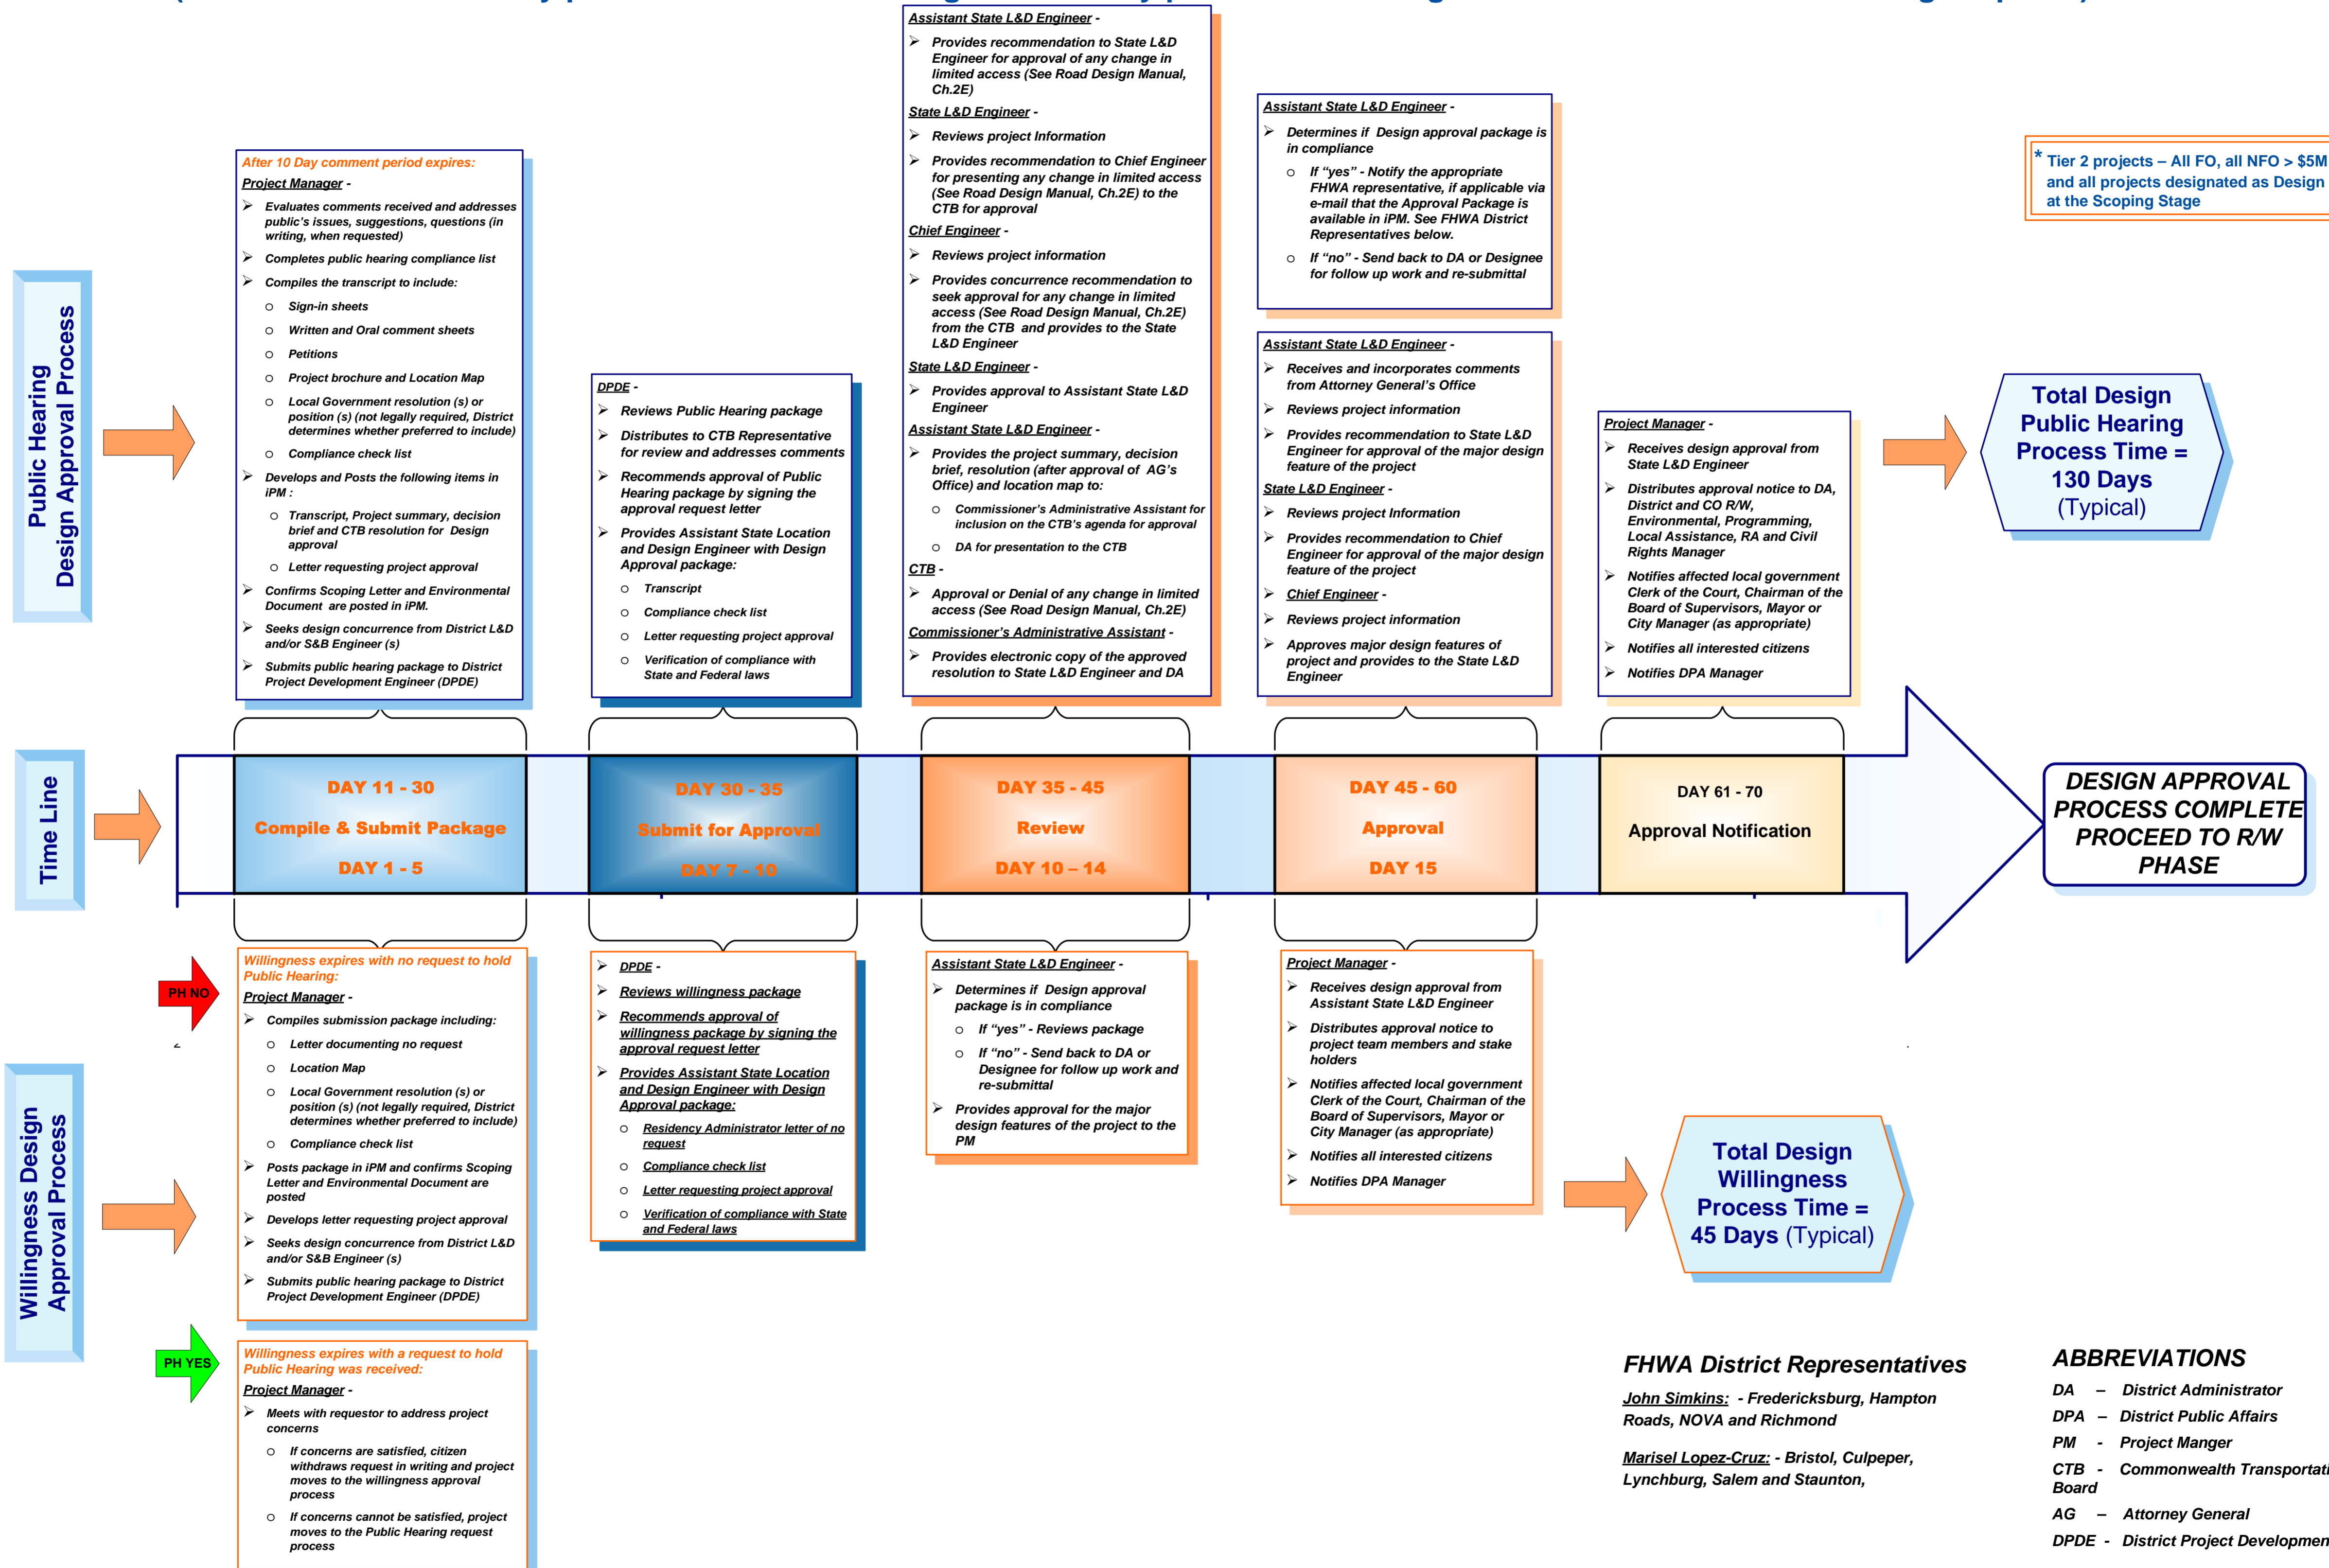 Assistant State L&D Engineer -
➢ Provides recommendation to State L&D
Engineer for approval of any change in
limited access (See Road Design Manual,
Ch.2E)
State L&D Engineer -
➢ Reviews project Information
➢ Provides recommendation to Chief Engineer
for presenting any change in limited access
(See Road Design Manual, Ch.2E) to the
CTB for approval
Chief Engineer -
➢ Reviews project information
➢ Provides concurrence recommendation to
seek approval for any change in limited
access (See Road Design Manual, Ch.2E)
from the CTB and provides to the State
L&D Engineer
State L&D Engineer -
➢ Provides approval to Assistant State L&D
Engineer
Assistant State L&D Engineer -
➢ Provides the project summary, decision
brief, resolution (after approval of AG's
Office) and location map to:
o Commissioner's Administrative Assistant for
inclusion on the CTB's agenda for approval
o DA for presentation to the CTB
CTB -
➢ Approval or Denial of any change in limited
access (See Road Design Manual, Ch.2E)
Commissioner's Administrative Assistant -
➢ Provides electronic copy of the approved
resolution to State L&D Engineer and DA
Assistant State L&D Engineer -
➢ Determines if Design approval package is
in compliance
o If “yes” - Notify the appropriate
FHWA representative, if applicable via
e-mail that the Approval Package is
available in iPM. See FHWA District
Representatives below.
o If “no” - Send back to DA or Designee
for follow up work and re-submittal
* Tier 2 projects – All FO, all NFO > $5M
and all projects designated as Design
at the Scoping Stage
Public Hearing
Design Approval Process
After 10 Day comment period expires:
Project Manager -
➢ Evaluates comments received and addresses
public's issues, suggestions, questions (in
writing, when requested)
➢ Completes public hearing compliance list
➢ Compiles the transcript to include:
o Sign-in sheets
o Written and Oral comment sheets
o Petitions
o Project brochure and Location Map
o Local Government resolution (s) or
position (s) (not legally required, District
determines whether preferred to include)
o Compliance check list
➢ Develops and Posts the following items in
iPM :
o Transcript, Project summary, decision
brief and CTB resolution for Design
approval
o Letter requesting project approval
➢ Confirms Scoping Letter and Environmental
Document are posted in iPM.
➢ Seeks design concurrence from District L&D
and/or S&B Engineer (s)
➢ Submits public hearing package to District
Project Development Engineer (DPDE)
DPDE -
➢ Reviews Public Hearing package
➢ Distributes to CTB Representative
for review and addresses comments
➢ Recommends approval of Public
Hearing package by signing the
approval request letter
➢ Provides Assistant State Location
and Design Engineer with Design
Approval package:
o Transcript
o Compliance check list
o Letter requesting project approval
o Verification of compliance with
State and Federal laws
Assistant State L&D Engineer -
➢ Receives and incorporates comments
from Attorney General's Office
➢ Reviews project information
➢ Provides recommendation to State L&D
Engineer for approval of the major design
feature of the project
State L&D Engineer -
➢ Reviews project Information
➢ Provides recommendation to Chief
Engineer for approval of the major design
feature of the project
➢ Chief Engineer -
➢ Reviews project information
➢ Approves major design features of
project and provides to the State L&D
Engineer
Project Manager -
➢ Receives design approval from
State L&D Engineer
➢ Distributes approval notice to DA,
District and CO R/W,
Environmental, Programming,
Local Assistance, RA and Civil
Rights Manager
➢ Notifies affected local government
Clerk of the Court, Chairman of the
Board of Supervisors, Mayor or
City Manager (as appropriate)
➢ Notifies all interested citizens
➢ Notifies DPA Manager
Total Design
Public Hearing
Process Time =
130 Days
(Typical)
Time Line
DAY 11 - 30
Compile & Submit Package
DAY 1 - 5
DAY 30 - 35
Submit for Approval
DAY 7 - 10
DAY 35 - 45
Review
DAY 10 – 14
DAY 45 - 60
Approval
DAY 15
DAY 61 - 70
Approval Notification
DESIGN APPROVAL
PROCESS COMPLETE
PROCEED TO R/W
PHASE
PH NO
Willingness Design
Approval Process
Willingness expires with no request to hold
Public Hearing:
Project Manager -
➢ Compiles submission package including:
o Letter documenting no request
o Location Map
o Local Government resolution (s) or
position (s) (not legally required, District
determines whether preferred to include)
o Compliance check list
➢ Posts package in iPM and confirms Scoping
Letter and Environmental Document are
posted
➢ Develops letter requesting project approval
➢ Seeks design concurrence from District L&D
and/or S&B Engineer (s)
➢ Submits public hearing package to District
Project Development Engineer (DPDE)
➢ DPDE -
➢ Reviews willingness package
➢ Recommends approval of
willingness package by signing the
approval request letter
➢ Provides Assistant State Location
and Design Engineer with Design
Approval package:
o Residency Administrator letter of no
request
o Compliance check list
o Letter requesting project approval
o Verification of compliance with State
and Federal laws
Assistant State L&D Engineer -
➢ Determines if Design approval
package is in compliance
o If “yes” - Reviews package
o If “no” - Send back to DA or
Designee for follow up work and
re-submittal
➢ Provides approval for the major
design features of the project to the
PM
Project Manager -
➢ Receives design approval from
Assistant State L&D Engineer
➢ Distributes approval notice to
project team members and stake
holders
➢ Notifies affected local government
Clerk of the Court, Chairman of the
Board of Supervisors, Mayor or
City Manager (as appropriate)
➢ Notifies all interested citizens
➢ Notifies DPA Manager
Total Design
Willingness
Process Time =
45 Days (Typical)
PH YES
Willingness expires with a request to hold
Public Hearing was received:
Project Manager -
➢ Meets with requestor to address project
concerns
o If concerns are satisfied, citizen
withdraws request in writing and project
moves to the willingness approval
process
o If concerns cannot be satisfied, project
moves to the Public Hearing request
process
FHWA District Representatives
John Simkins: - Fredericksburg, Hampton
Roads, NOVA and Richmond
Marisel Lopez-Cruz: - Bristol, Culpeper,
Lynchburg, Salem and Staunton,
ABBREVIATIONS
DA – District Administrator
DPA – District Public Affairs
PM - Project Manger
CTB - Commonwealth Transportati
Board
AG – Attorney General
DPDE - District Project Developmen